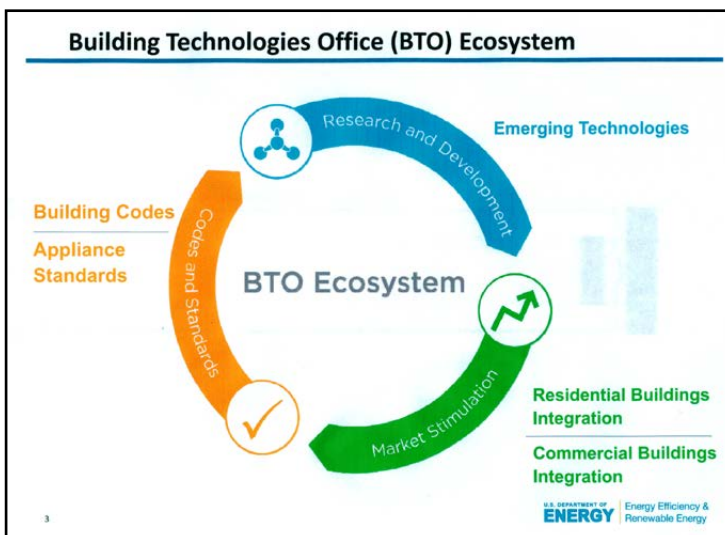 Building Technologies Office (BTO) Ecosystem
Research and Development
Emerging Technologies
Building Codes
Appliance
Standards
Codes and Standards
BTO Ecosystem
Market Stimulation
Residential Buildings
Integration
Commercial Buildings
Integration
3
U.S. DEPARTMENT OF
ENERGY
Energy Efficiency &
Renewable Energy